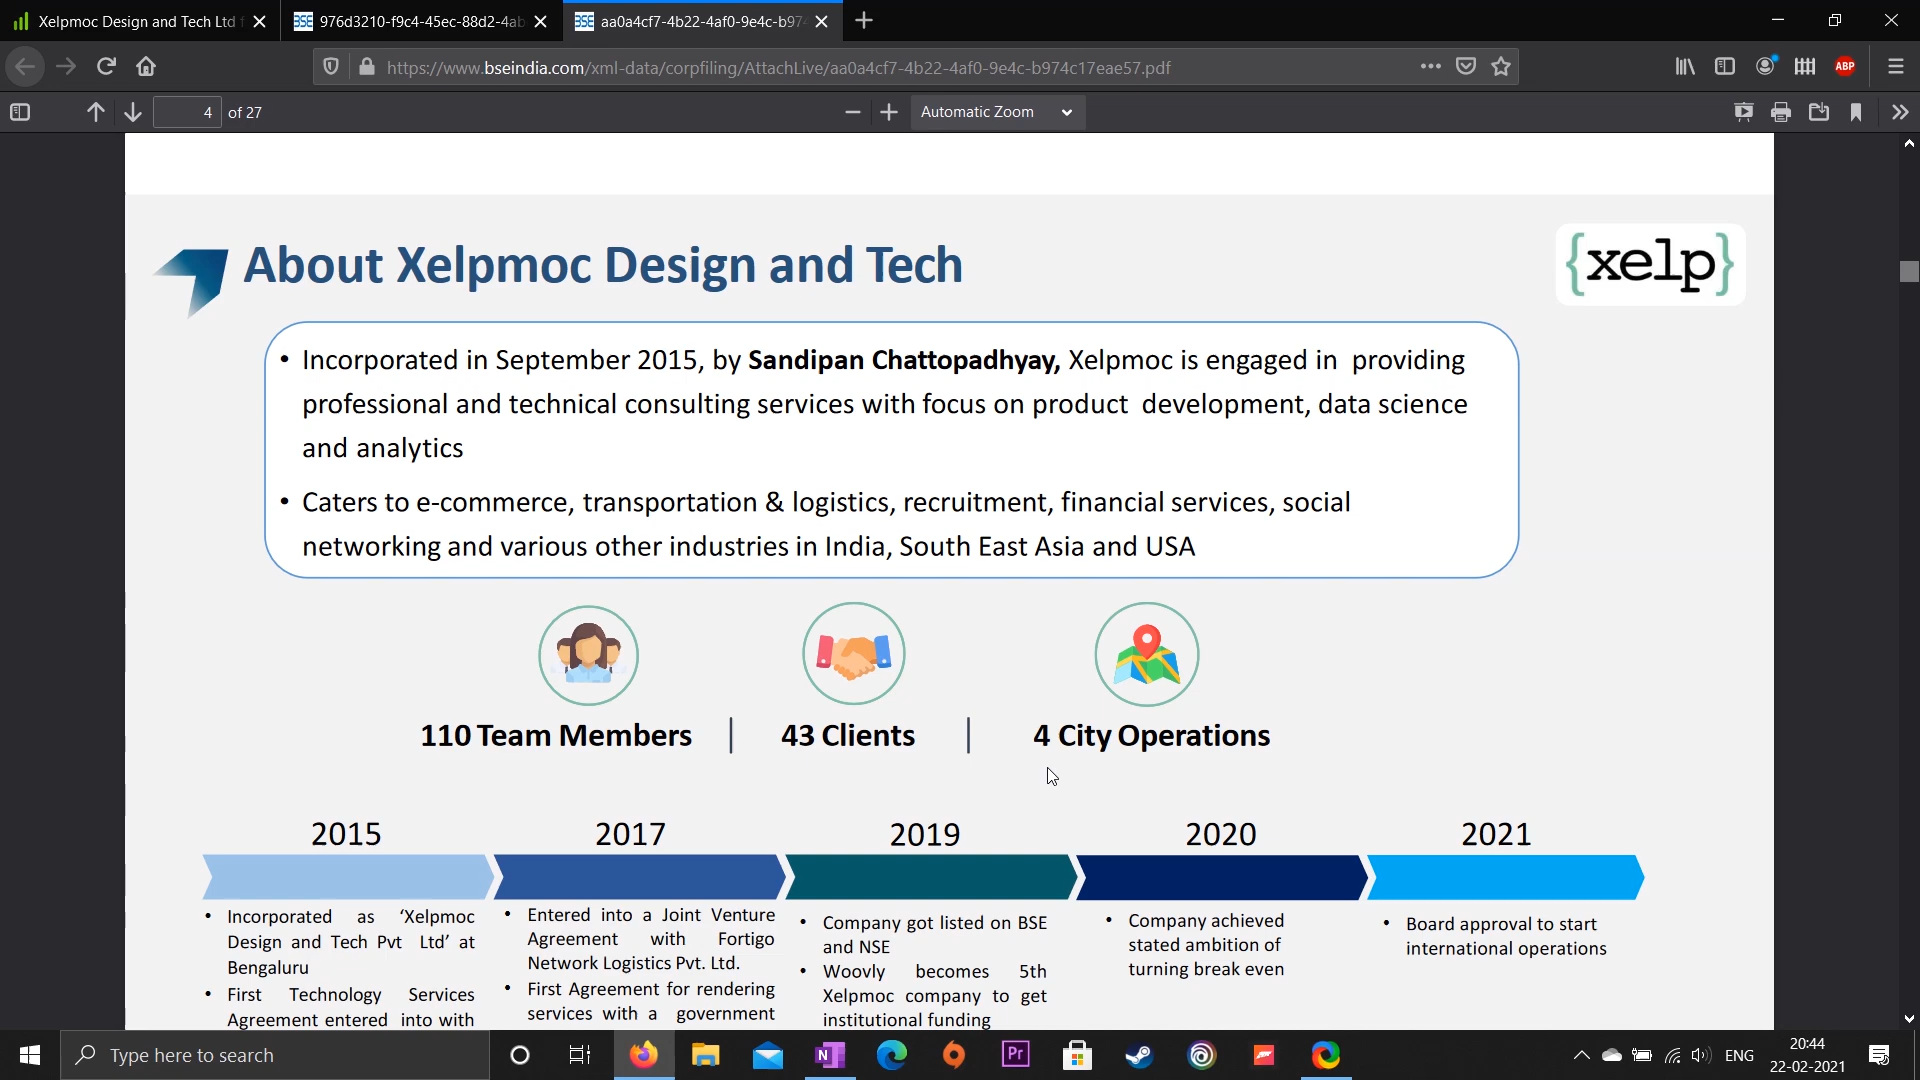 Xelpmoc Design and Tech Ltd
976d3210-f9c4-45ec-88d2-4ab
aa0a4cf7-4b22-4af0-9e4c-b97
https://www.bseindia.com/xml-data/corpfiling/AttachLive/aa0a4cf7-4b22-4af0-9e4c-b974c17eae57.pdf
ABP
4 of 27
Automatic Zoom
About Xelpmoc Design and Tech
{xelp}
• Incorporated in September 2015, by Sandipan Chattopadhyay, Xelpmoc is engaged in providing
professional and technical consulting services with focus on product development, data science
and analytics
• Caters to e-commerce, transportation & logistics, recruitment, financial services, social
networking and various other industries in India, South East Asia and USA
110 Team Members | 43 Clients | 4 City Operations
2015
• Incorporated as ‘Xelpmoc
Design and Tech Pvt Ltd’ at
Bengaluru
• First Technology Services
Agreement entered into with
2017
• Entered into a Joint Venture
Agreement with Fortigo
Network Logistics Pvt. Ltd.
• First Agreement for rendering
services with a government
2019
• Company got listed on BSE
and NSE
• Woovly becomes 5th
Xelpmoc company to get
institutional funding
2020
• Company achieved
stated ambition of
turning break even
2021
• Board approval to start
international operations
Type here to search
N
Pr
ENG
20:44
22-02-2021